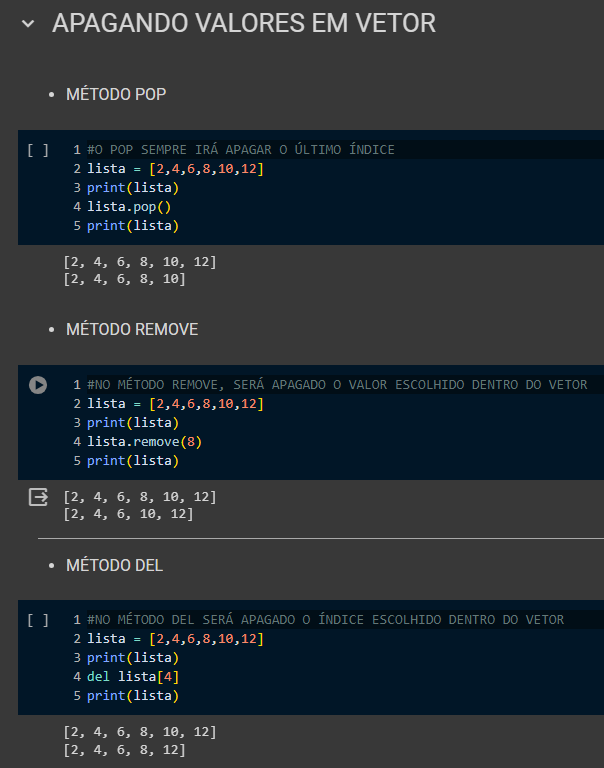 APAGANDO VALORES EM VETOR
• MÉTODO POP
[ ] 1 #O POP SEMPRE IRÁ APAGAR O ÚLTIMO ÍNDICE
2 lista = [2,4,6,8,10,12]
3 print(lista)
4 lista.pop()
5 print(lista)
[2, 4, 6, 8, 10, 12]
[2, 4, 6, 8, 10]
• MÉTODO REMOVE
1 #NO MÉTODO REMOVE, SERÁ APAGADO O VALOR ESCOLHIDO DENTRO DO VETOR
2 lista = [2,4,6,8,10,12]
3 print(lista)
4 lista.remove(8)
5 print(lista)
[2, 4, 6, 8, 10, 12]
[2, 4, 6, 10, 12]
• MÉTODO DEL
[ ] 1 #NO MÉTODO DEL SERÁ APAGADO O ÍNDICE ESCOLHIDO DENTRO DO VETOR
2 lista = [2,4,6,8,10,12]
3 print(lista)
4 del lista[4]
5 print(lista)
[2, 4, 6, 8, 10, 12]
[2, 4, 6, 8, 12]